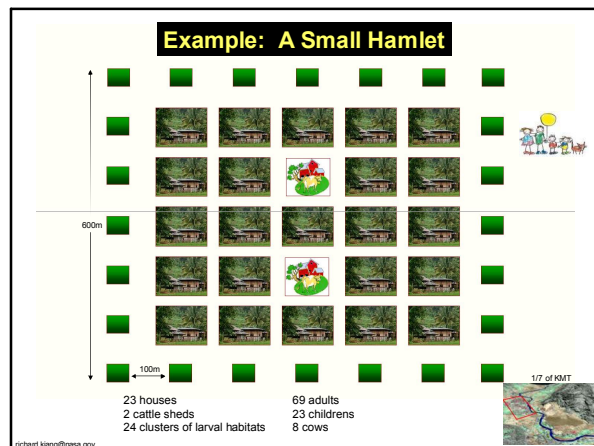 Example: A Small Hamlet
600m
100m
1/7 of KMT
23 houses
2 cattle sheds
24 clusters of larval habitats
69 adults
23 childrens
8 cows
richard.kiang@nasa.gov